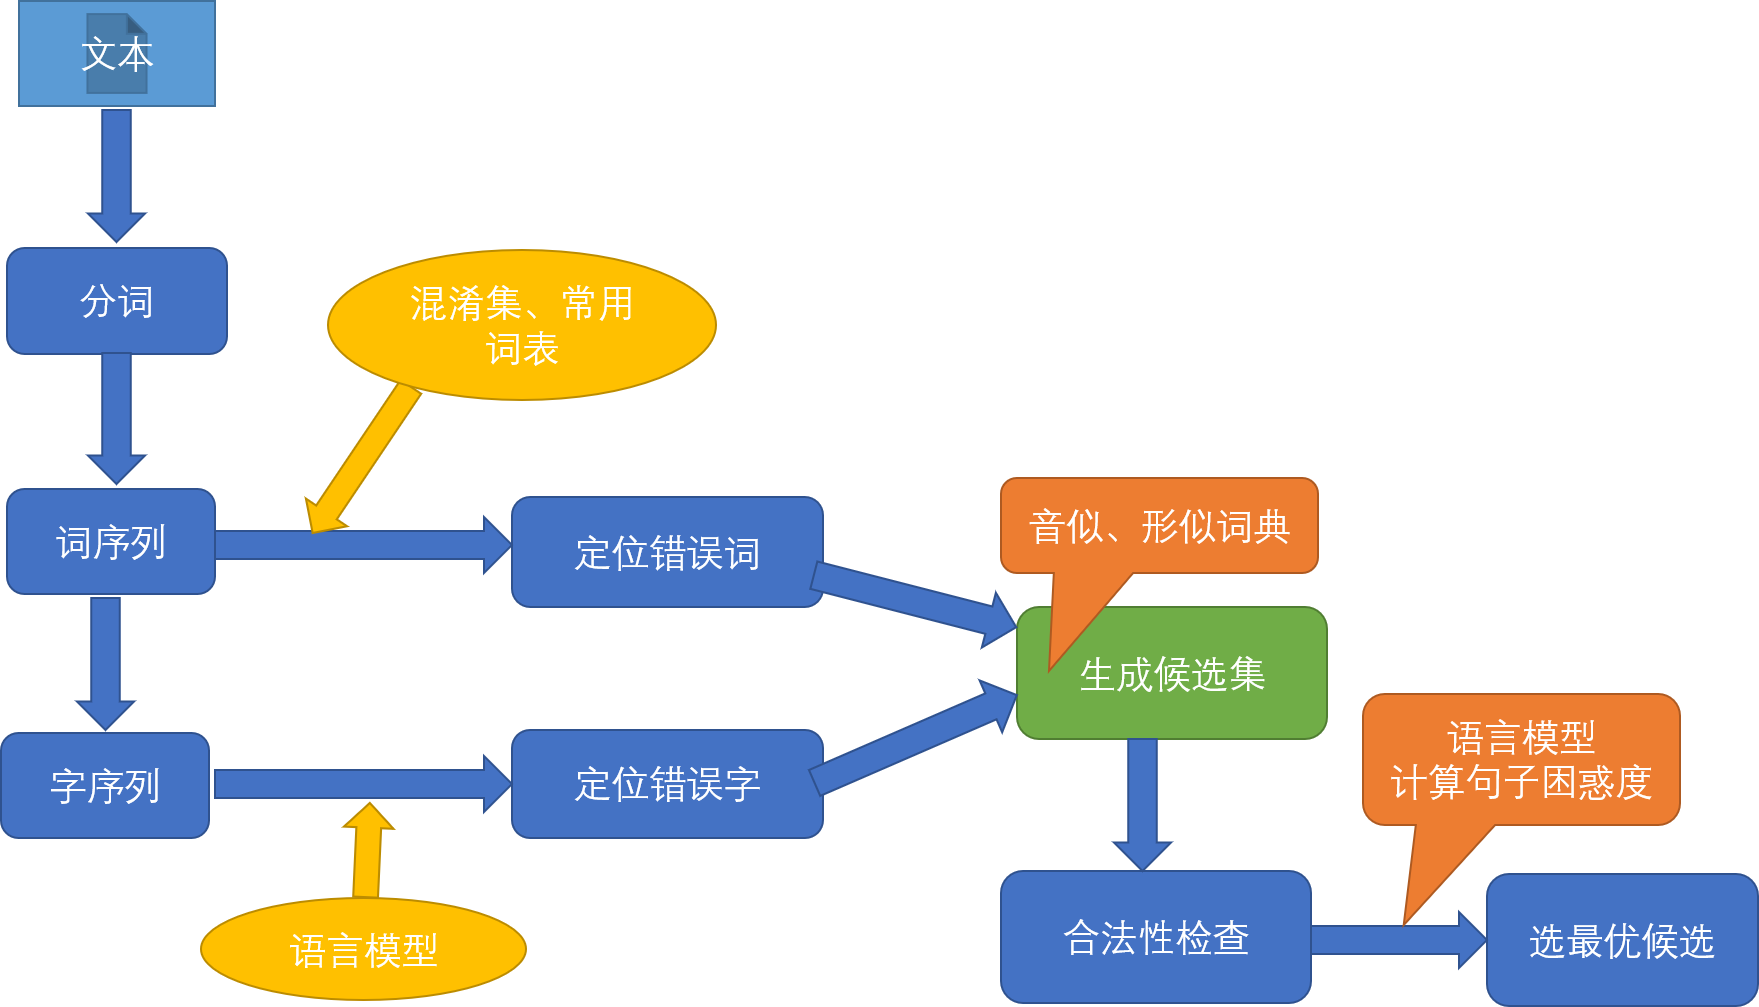 文本
分词
混淆集、常用
词表
词序列
定位错误词
音似、形似词典
生成候选集
字序列
定位错误字
语言模型
计算句子困惑度
语言模型
合法性检查
选最优候选